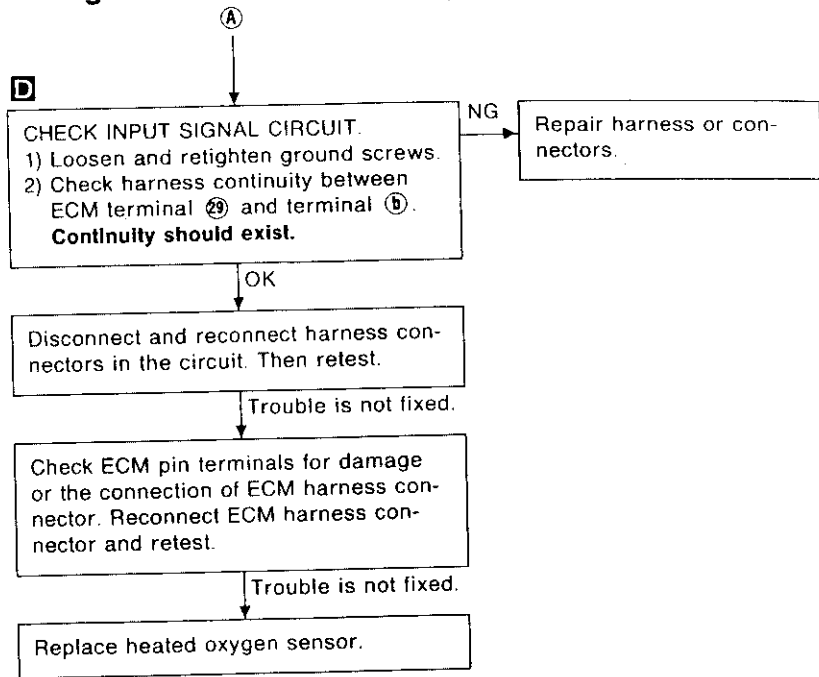 Ⓐ
D
CHECK INPUT SIGNAL CIRCUIT.
1) Loosen and retighten ground screws.
2) Check harness continuity between
ECM terminal ㉙ and terminal ⓑ.
Continuity should exist.
NG
Repair harness or con-
nectors.
OK
Disconnect and reconnect harness con-
nectors in the circuit. Then retest.
Trouble is not fixed.
Check ECM pin terminals for damage
or the connection of ECM harness con-
nector. Reconnect ECM harness con-
nector and retest.
Trouble is not fixed.
Replace heated oxygen sensor.